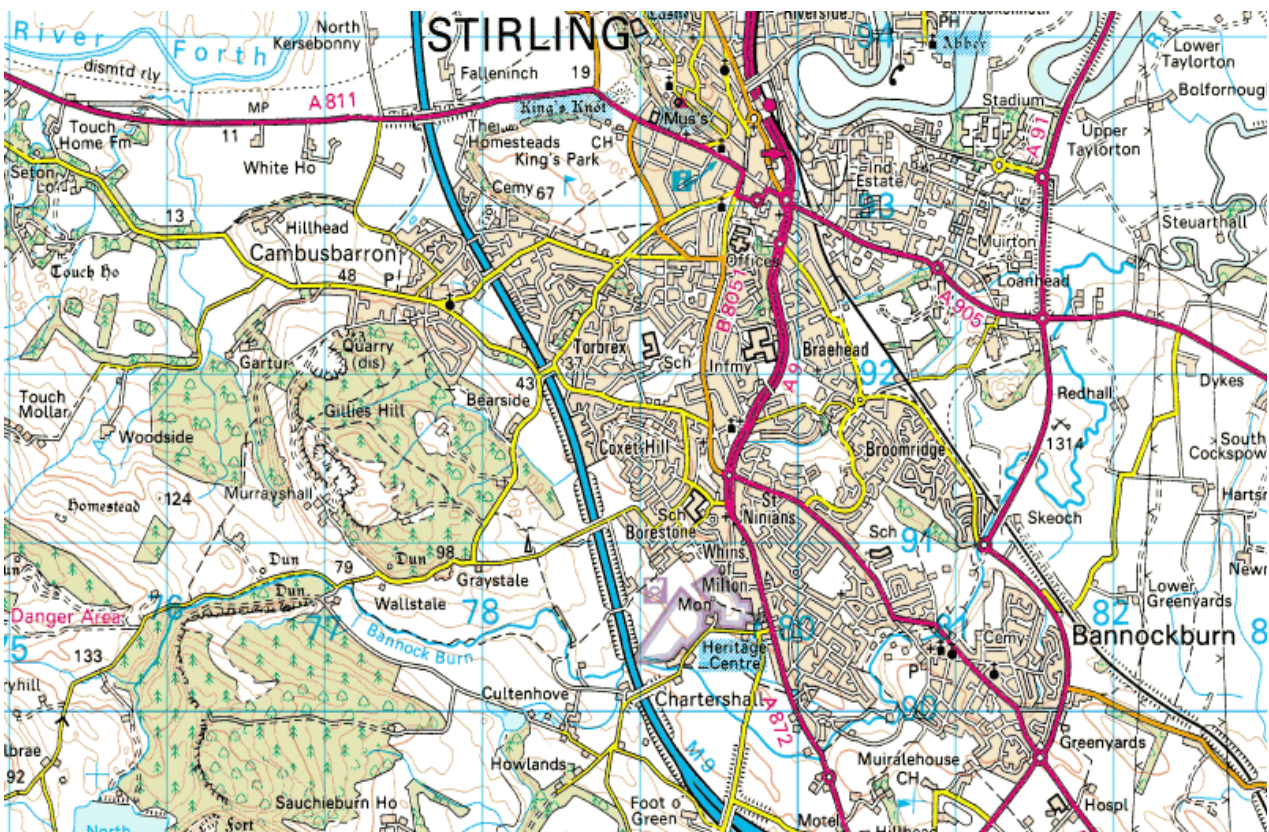 STIRLING
River
Forth
North
Kersebonny
Riverside
PH
Abbey
94
Lower
Taylorton
Bolfornough
dismtd rly
Falleninch
19
A 811
MP
King's Knot
Mus's
Stadium
A 91
Upper
Taylorton
Touch
Home Fm
11
White Ho
The
Homesteads
CH
King's Park
Seton
Lo
Cemy
67
Ind
Estate
93
13
Hillhead
Steuarthall
Cambusbarron
Muirton
Touch Ho
48
P
Offices
Loanhead
B 8051
A 905
Gartur
Quarry
(dis)
Torbrex
Sch
Infmy
Braehead
A 9
92
37
43
Redhall
Dykes
Touch
Mollar
Gillies Hill
Bearside
Woodside
Coxet Hill
Broomridge
1314
South
Cockspow
Homestead
124
Murrayshall
Sch
Borestone
St
Ninians
Skeoch
Sch
91
Dun
98
79
Dun
Graystale
Whins
of
Milton
Lower
Greenyards
Danger Area
76
77
Wallstale
78
Mon
80
81
82
Bannockburn
75
Bannock Burn
Heritage
Centre
Cemy
133
P
Cultenhove
Chartershall
90
A 872
M9
Greenyards
Howlands
Muiralehouse
CH
92
Sauchieburn Ho
Foot o'
Green
Hospl
North
Fort
Motel
Hillhead